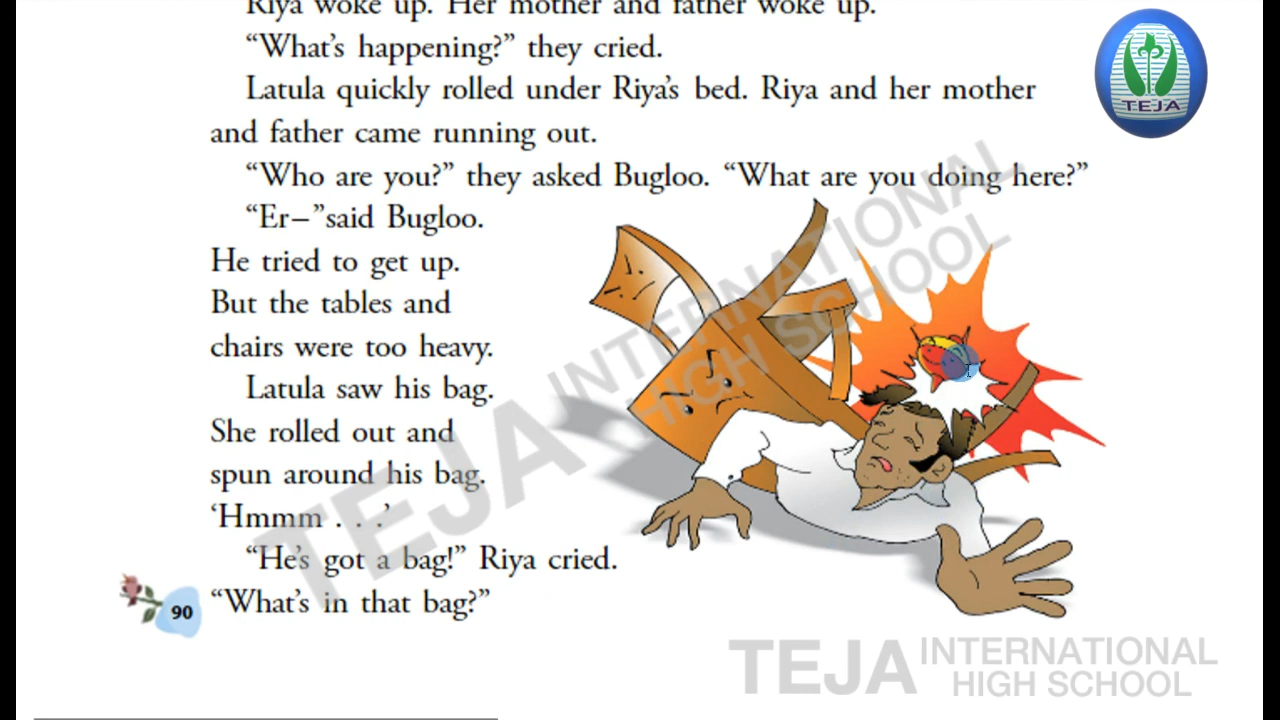 Riya woke up. Her mother and father woke up.
“What’s happening?” they cried.
Latula quickly rolled under Riya’s bed. Riya and her mother
and father came running out.
“Who are you?” they asked Bugloo. “What are you doing here?”
“Er–”said Bugloo.
He tried to get up.
But the tables and
chairs were too heavy.
Latula saw his bag.
She rolled out and
spun around his bag.
‘Hmmm . . .’
“He’s got a bag!” Riya cried.
“What’s in that bag?”
90
TEJA
TEJA INTERNATIONAL
HIGH SCHOOL
TEJA INTERNATIONAL
HIGH SCHOOL